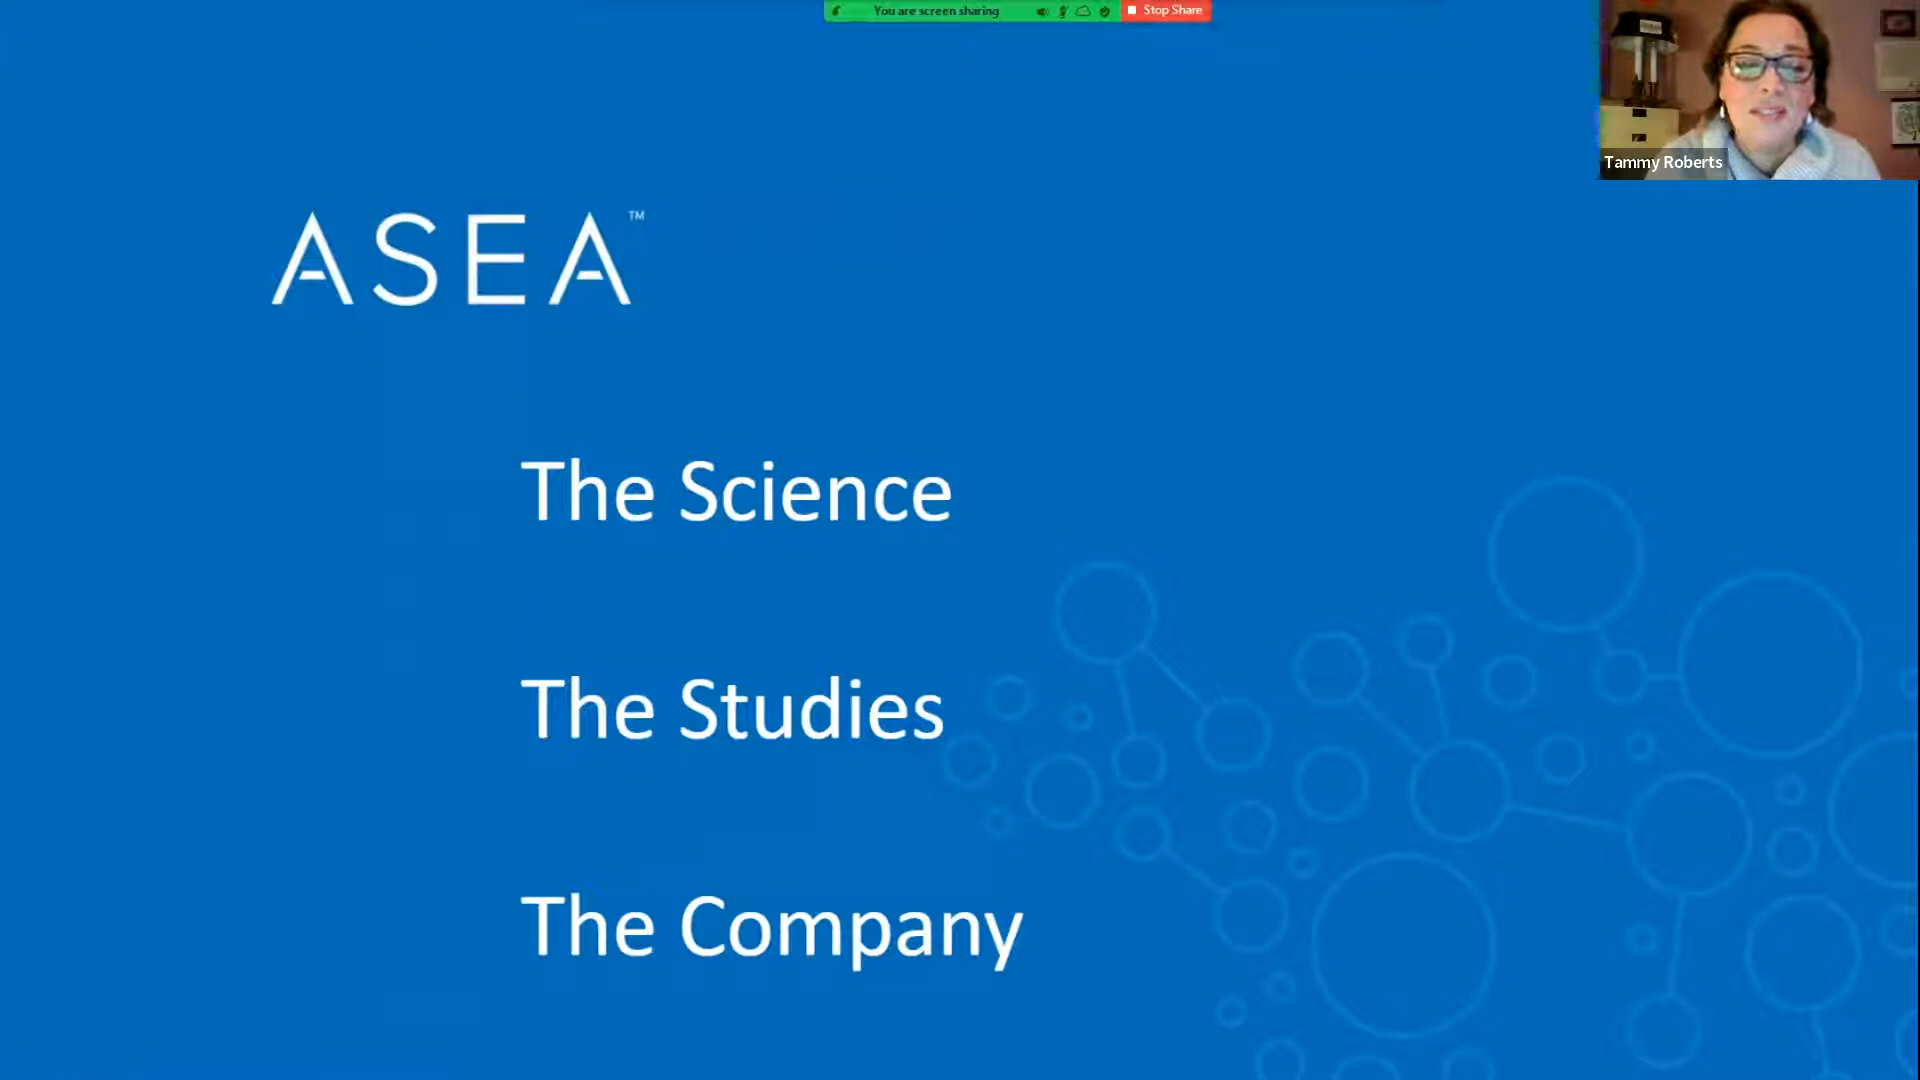 You are screen sharing
Stop Share
Tammy Roberts
ASEA™
The Science
The Studies
The Company